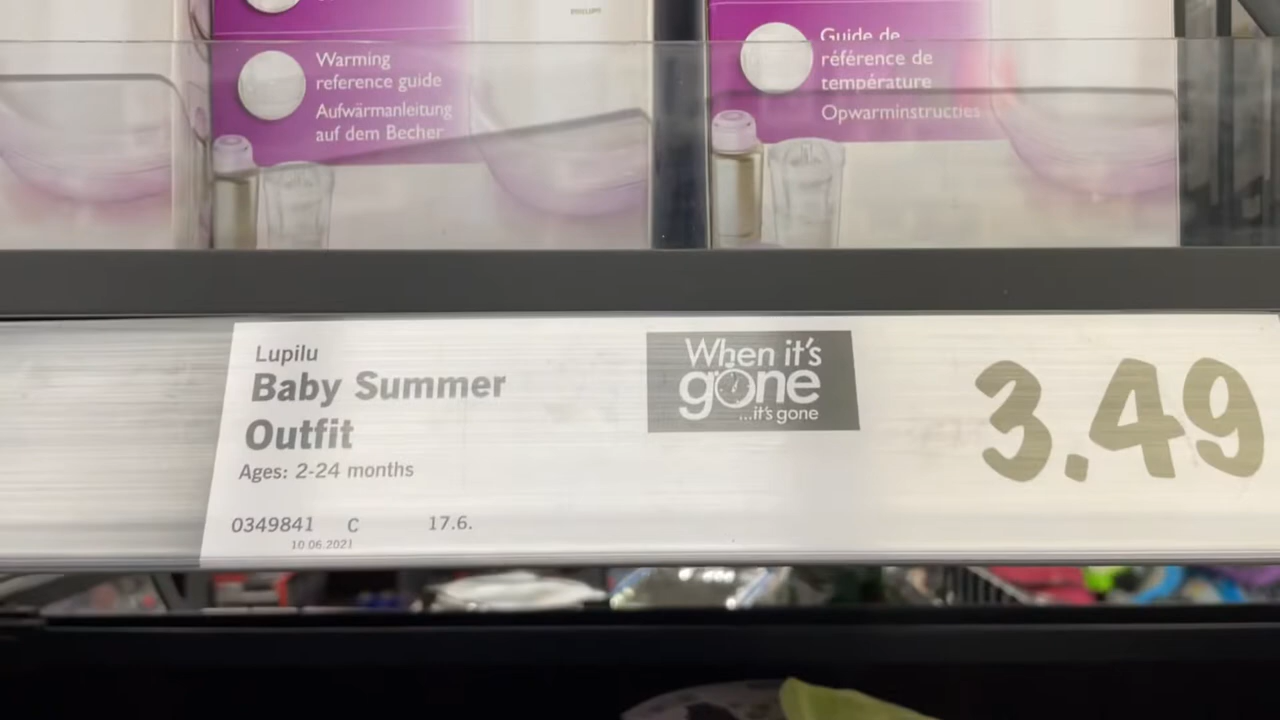 PHILIPS
Warming
reference guide
Aufwärmanleitung
auf dem Becher
Guide de
référence de
température
Opwarminstructies
Lupilu
Baby Summer
Outfit
Ages: 2-24 months
0349841 C 17.6.
10.06.2021
When it's
gone
...it's gone
3.49